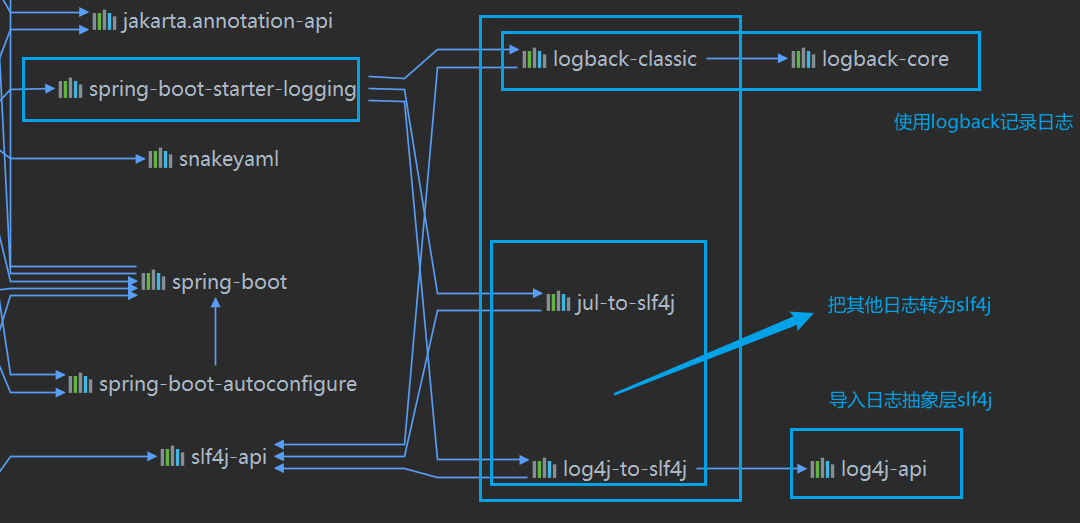 jakarta.annotation-api
logback-classic
logback-core
spring-boot-starter-logging
使用logback记录日志
snakeyaml
spring-boot
jul-to-slf4j
把其他日志转为slf4j
spring-boot-autoconfigure
导入日志抽象层slf4j
slf4j-api
log4j-to-slf4j
log4j-api